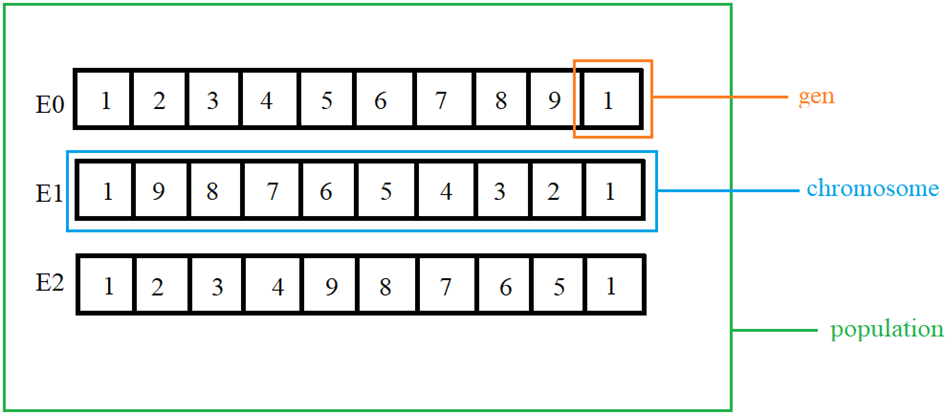 E0 1 2 3 4 5 6 7 8 9 1 gen
E1 1 9 8 7 6 5 4 3 2 1 chromosome
E2 1 2 3 4 9 8 7 6 5 1
population